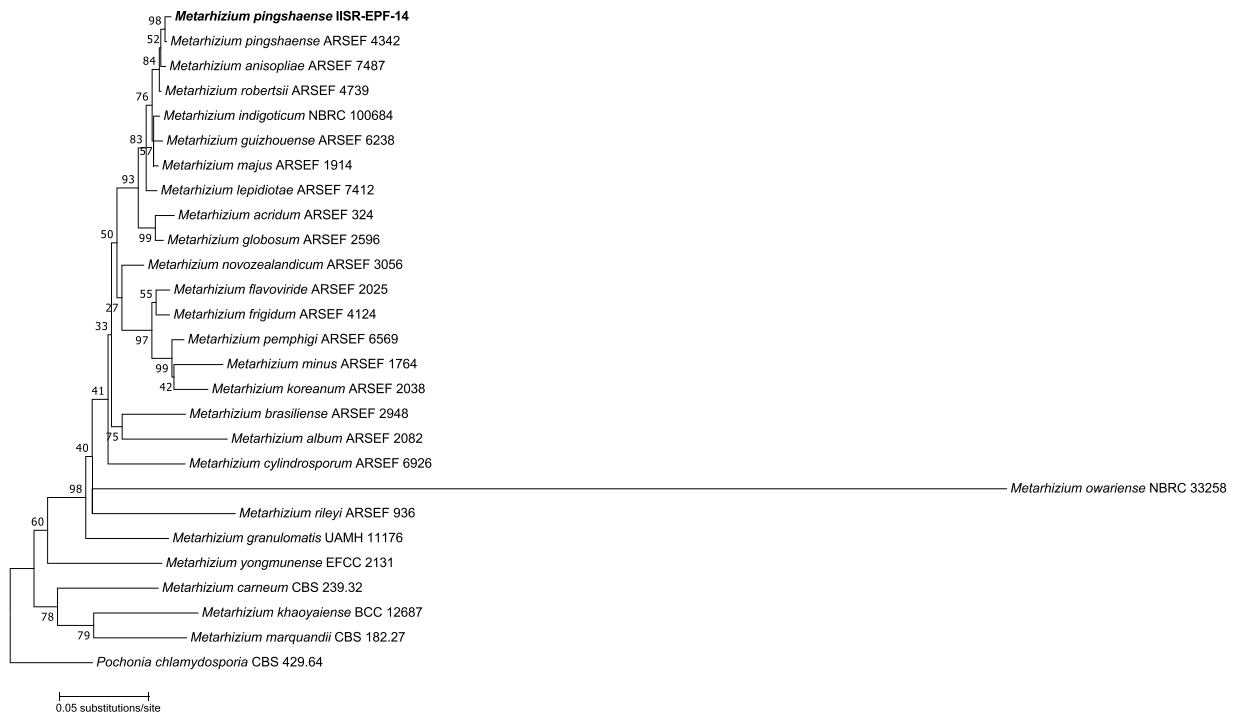 98 Metarhizium pingshaense IISR-EPF-14
52 Metarhizium pingshaense ARSEF 4342
84 Metarhizium anisopliae ARSEF 7487
Metarhizium robertsii ARSEF 4739
76
Metarhizium indigoticum NBRC 100684
83 Metarhizium guizhouense ARSEF 6238
57
Metarhizium majus ARSEF 1914
93
Metarhizium lepidiotae ARSEF 7412
Metarhizium acridum ARSEF 324
50 99 Metarhizium globosum ARSEF 2596
Metarhizium novozealandicum ARSEF 3056
55 Metarhizium flavoviride ARSEF 2025
27
Metarhizium frigidum ARSEF 4124
33
97 Metarhizium pemphigi ARSEF 6569
99 Metarhizium minus ARSEF 1764
42 Metarhizium koreanum ARSEF 2038
41
Metarhizium brasiliense ARSEF 2948
75 Metarhizium album ARSEF 2082
40
Metarhizium cylindrosporum ARSEF 6926
98 Metarhizium owariense NBRC 33258
Metarhizium rileyi ARSEF 936
60
Metarhizium granulomatis UAMH 11176
Metarhizium yongmunense EFCC 2131
Metarhizium carneum CBS 239.32
78 Metarhizium khaoyaiense BCC 12687
79 Metarhizium marquandii CBS 182.27
Pochonia chlamydosporia CBS 429.64
0.05 substitutions/site